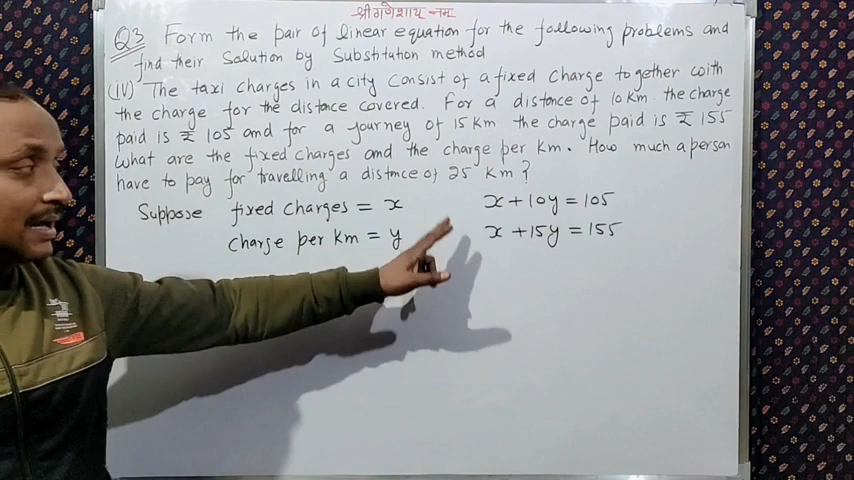 श्री गणेशाय नमः
Q3 Form the pair of linear equation for the following problems and
find their solution by Substitution method
(iv) The taxi charges in a city consist of a fixed charge together with
the charge for the distance covered. For a distance of 10 km the charge
paid is ₹ 105 and for a journey of 15 km the charge paid is ₹ 155
what are the fixed charges and the charge per km. How much a person
have to pay for travelling a distance of 25 km?
Suppose fixed charges = x
x + 10y = 105
charge per km = y
x + 15y = 155